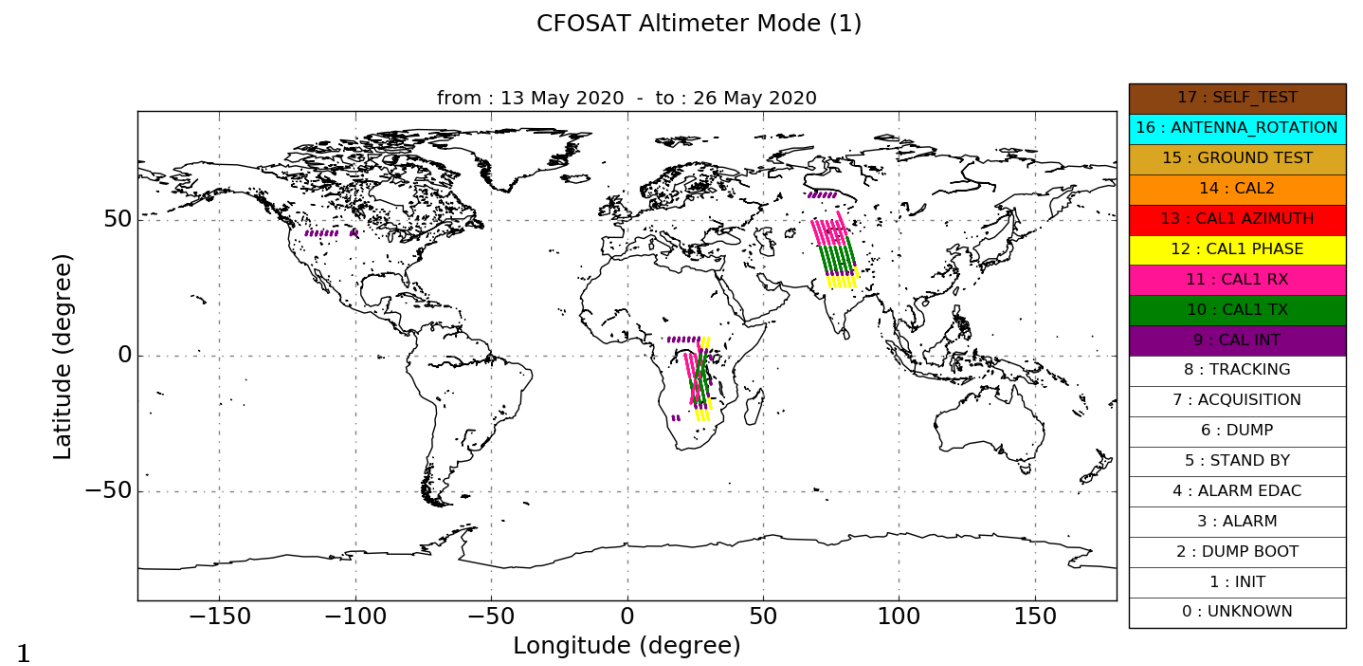 CFOSAT Altimeter Mode (1)
from : 13 May 2020 - to : 26 May 2020
17 : SELF_TEST
16 : ANTENNA_ROTATION
15 : GROUND TEST
14 : CAL2
13 : CAL1 AZIMUTH
12 : CAL1 PHASE
11 : CAL1 RX
10 : CAL1 TX
9 : CAL INT
8 : TRACKING
7 : ACQUISITION
6 : DUMP
5 : STAND BY
4 : ALARM EDAC
3 : ALARM
2 : DUMP BOOT
1 : INIT
0 : UNKNOWN
Latitude (degree)
50
0
−50
−150 −100 −50 0 50 100 150
Longitude (degree)
1